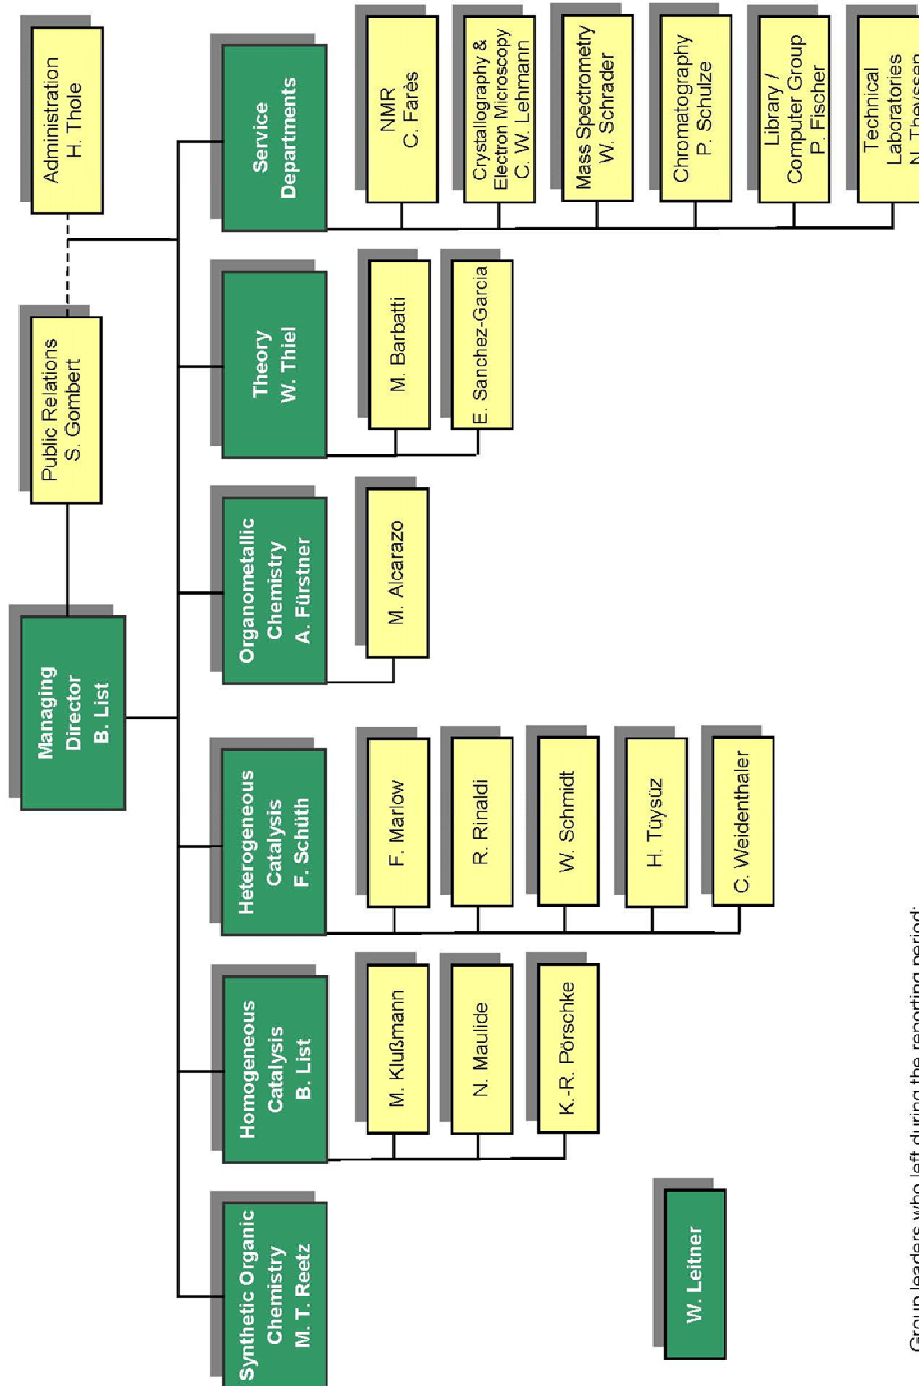 Managing
Director
B. List
Public Relations
S. Gombert
Administration
H. Thole
Synthetic Organic
Chemistry
M. T. Reetz
Homogeneous
Catalysis
B. List
M. Klußmann
N. Maulide
K.-R. Pörschke
Heterogeneous
Catalysis
F. Schüth
F. Marlow
R. Rinaldi
W. Schmidt
H. Tüysüz
C. Weidenthaler
Organometallic
Chemistry
A. Fürstner
M. Alcarazo
Theory
W. Thiel
M. Barbatti
E. Sanchez-Garcia
Service
Departments
NMR
C. Farès
Crystallography &
Electron Microscopy
C. W. Lehmann
Mass Spectrometry
W. Schrader
Chromatography
P. Schulze
Library /
Computer Group
P. Fischer
Technical
Laboratories
N. Theyssen
W. Leitner
Group leaders who left during the reporting period: